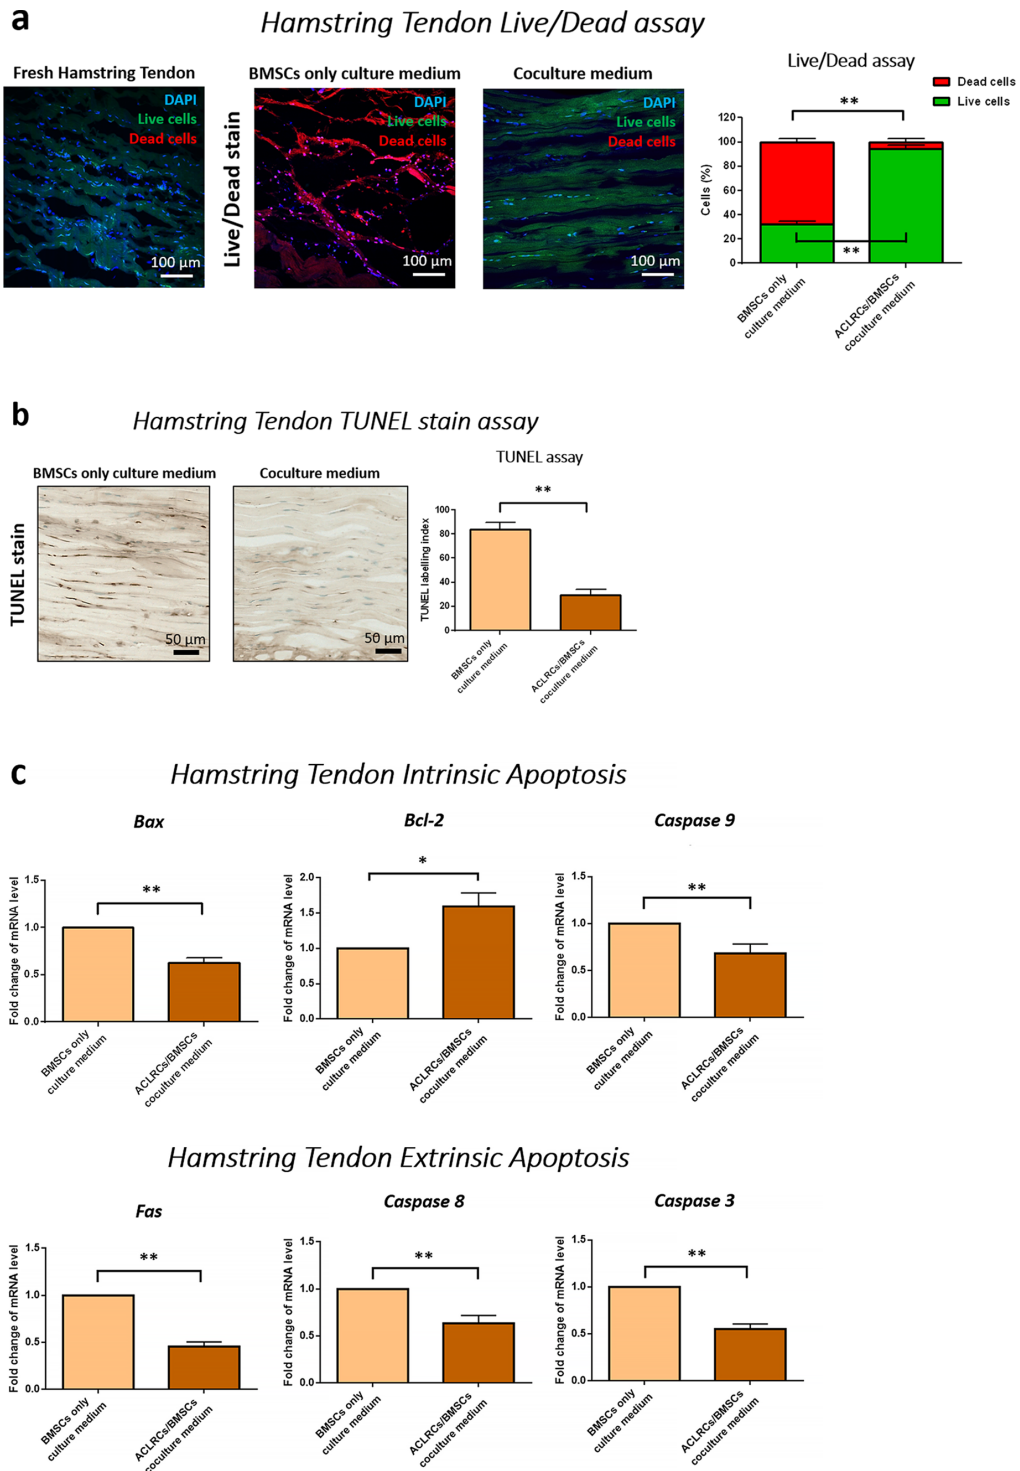 a
Hamstring Tendon Live/Dead assay
Fresh Hamstring Tendon
DAPI
Live cells
Dead cells
100 µm
Live/Dead stain
BMSCs only culture medium
DAPI
Live cells
Dead cells
100 µm
Coculture medium
DAPI
Live cells
Dead cells
100 µm
Live/Dead assay
Dead cells
Live cells
**
**
Cells (%)
120
100
80
60
40
20
0
BMSCs only
culture medium
ACLRCs/BMSCs
coculture medium
b
Hamstring Tendon TUNEL stain assay
TUNEL stain
BMSCs only culture medium
50 µm
Coculture medium
50 µm
TUNEL assay
**
TUNEL labelling index
100
80
60
40
20
0
BMSCs only
culture medium
ACLRCs/BMSCs
coculture medium
c
Hamstring Tendon Intrinsic Apoptosis
Bax
**
Fold change of mRNA level
1.5
1.0
0.5
0.0
BMSCs only
culture medium
ACLRCs/BMSCs
coculture medium
Bcl-2
*
Fold change of mRNA level
2.0
1.5
1.0
0.5
0.0
BMSCs only
culture medium
ACLRCs/BMSCs
coculture medium
Caspase 9
**
Fold change of mRNA level
1.5
1.0
0.5
0.0
BMSCs only
culture medium
ACLRCs/BMSCs
coculture medium
Hamstring Tendon Extrinsic Apoptosis
Fas
**
Fold change of mRNA level
1.5
1.0
0.5
0.0
BMSCs only
culture medium
ACLRCs/BMSCs
coculture medium
Caspase 8
**
Fold change of mRNA level
1.5
1.0
0.5
0.0
BMSCs only
culture medium
ACLRCs/BMSCs
coculture medium
Caspase 3
**
Fold change of mRNA level
1.5
1.0
0.5
0.0
BMSCs only
culture medium
ACLRCs/BMSCs
coculture medium